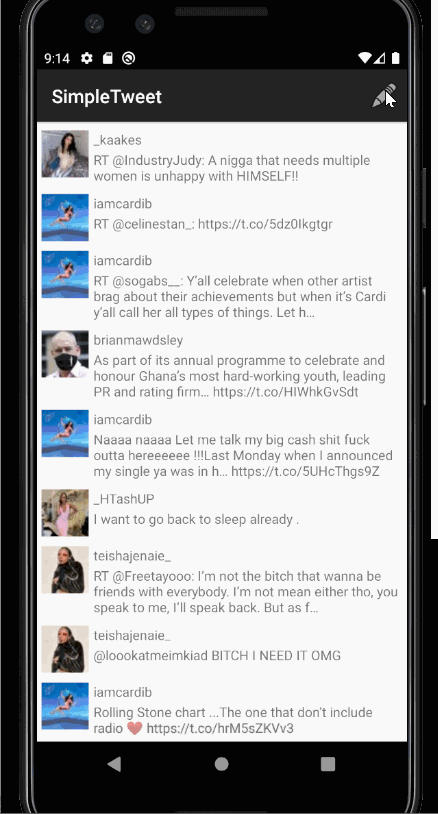 9:14
SimpleTweet
_kaakes
RT @IndustryJudy: A nigga that needs multiple
women is unhappy with HIMSELF!!
iamcardib
RT @celinestan_: https://t.co/5dz0Ikgtgr
iamcardib
RT @sogabs__: Y’all celebrate when other artist
brag about their achievements but when it’s Cardi
y’all call her all types of things. Let h…
brianmawdsley
As part of its annual programme to celebrate and
honour Ghana’s most hard-working youth, leading
PR and rating firm… https://t.co/HIWhkGvSdt
iamcardib
Naaaa naaaa Let me talk my big cash shit fuck
outta hereeeeee !!!Last Monday when I announced
my single ya was in h… https://t.co/5UHcThgs9Z
_HTashUP
I want to go back to sleep already .
teishajenaie_
RT @Freetayooo: I’m not the bitch that wanna be
friends with everybody. I’m not mean either tho, you
speak to me, I’ll speak back. But as f…
teishajenaie_
@loookatmeimkiad BITCH I NEED IT OMG
iamcardib
Rolling Stone chart ...The one that don’t include
radio ❤️ https://t.co/hrM5sZKVv3